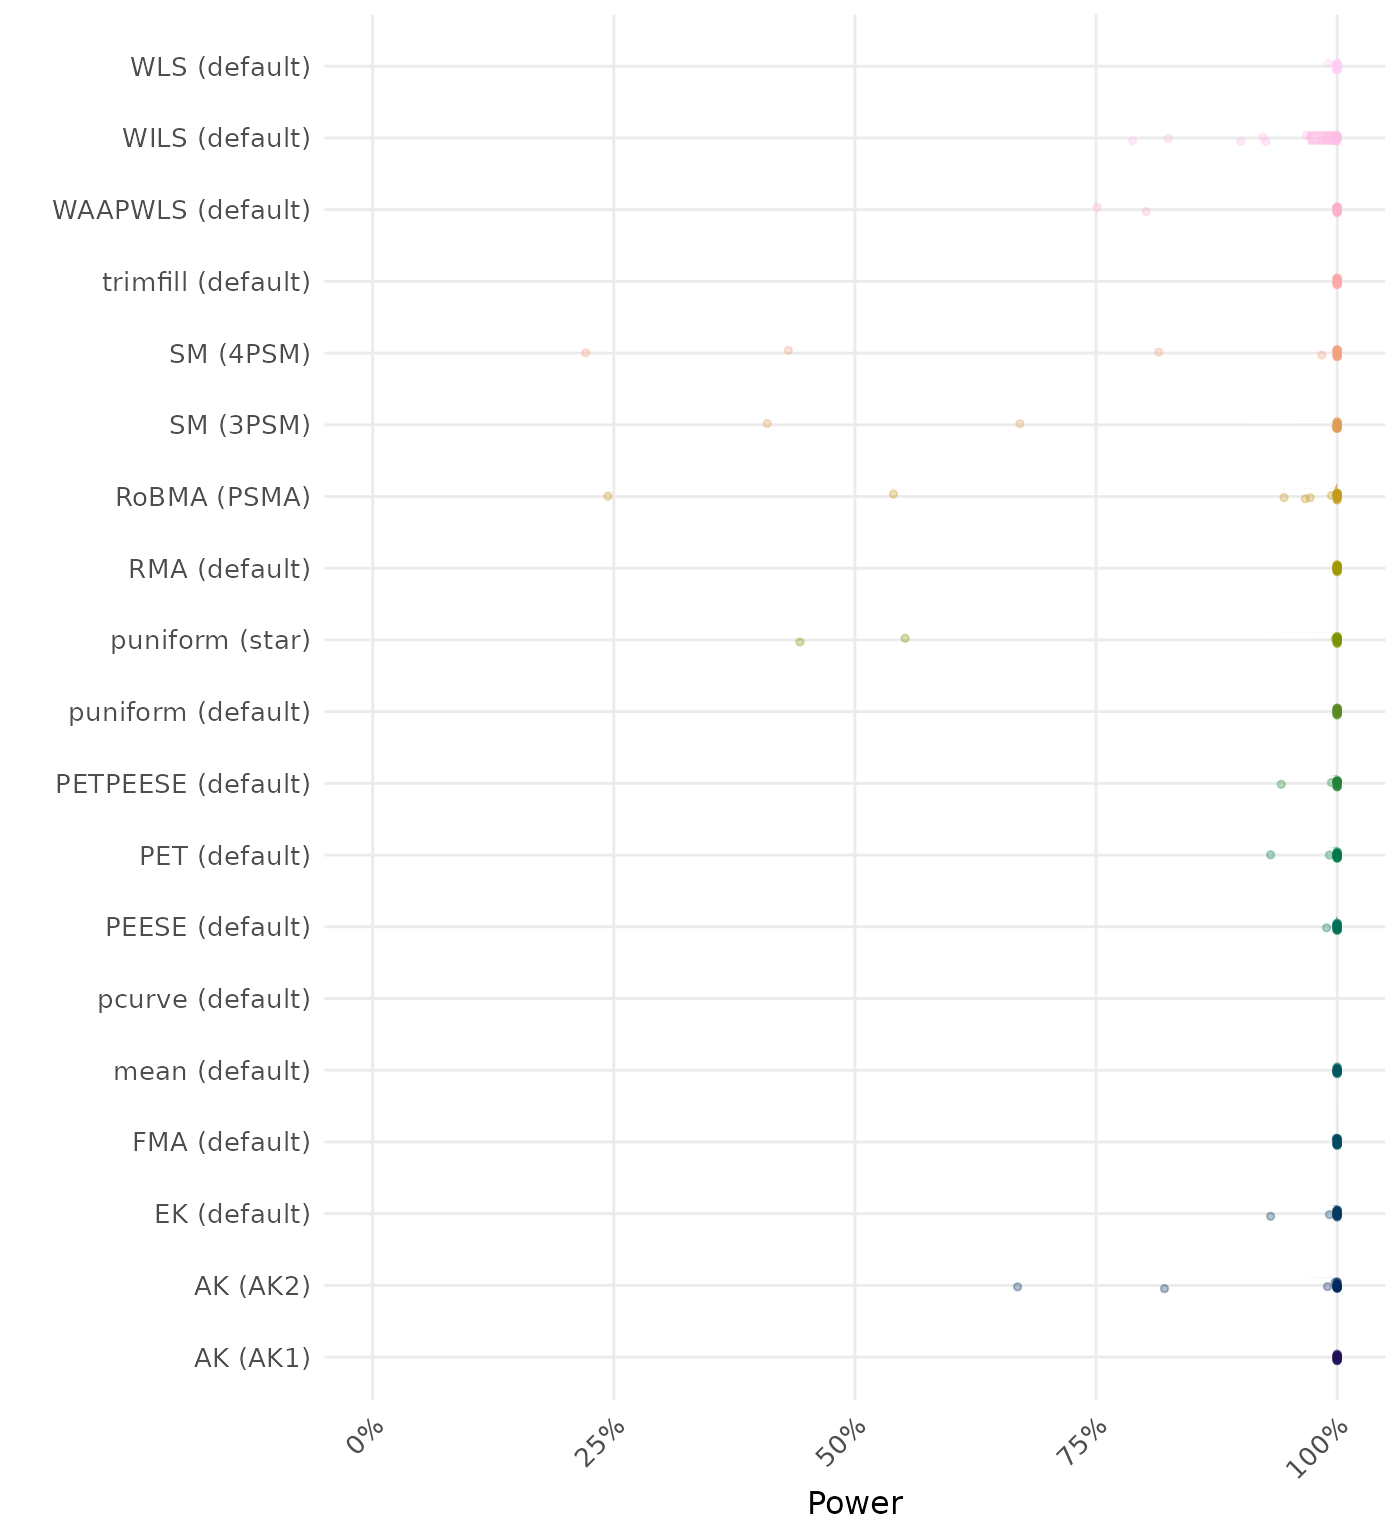 WLS (default)
WILS (default)
WAAPWLS (default)
trimfill (default)
SM (4PSM)
SM (3PSM)
RoBMA (PSMA)
RMA (default)
puniform (star)
puniform (default)
PETPEESE (default)
PET (default)
PEESE (default)
pcurve (default)
mean (default)
FMA (default)
EK (default)
AK (AK2)
AK (AK1)
0%
25%
50%
75%
100%
Power